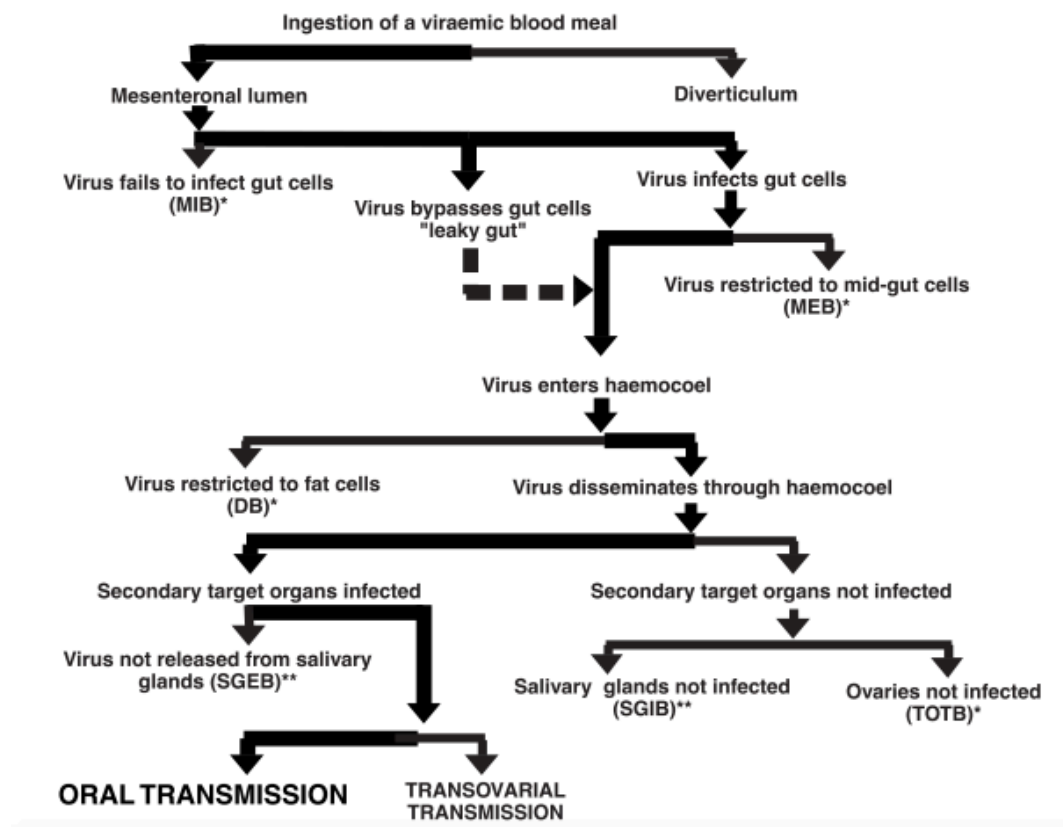 Ingestion of a viraemic blood meal
Mesenteronal lumen
Diverticulum
Virus fails to infect gut cells
(MIB)*
Virus bypasses gut cells
"leaky gut"
Virus infects gut cells
Virus restricted to mid-gut cells
(MEB)*
Virus enters haemocoel
Virus restricted to fat cells
(DB)*
Virus disseminates through haemocoel
Secondary target organs infected
Secondary target organs not infected
Virus not released from salivary
glands (SGEB)**
Salivary glands not infected
(SGIB)**
Ovaries not infected
(TOTB)*
ORAL TRANSMISSION
TRANSOVARIAL
TRANSMISSION